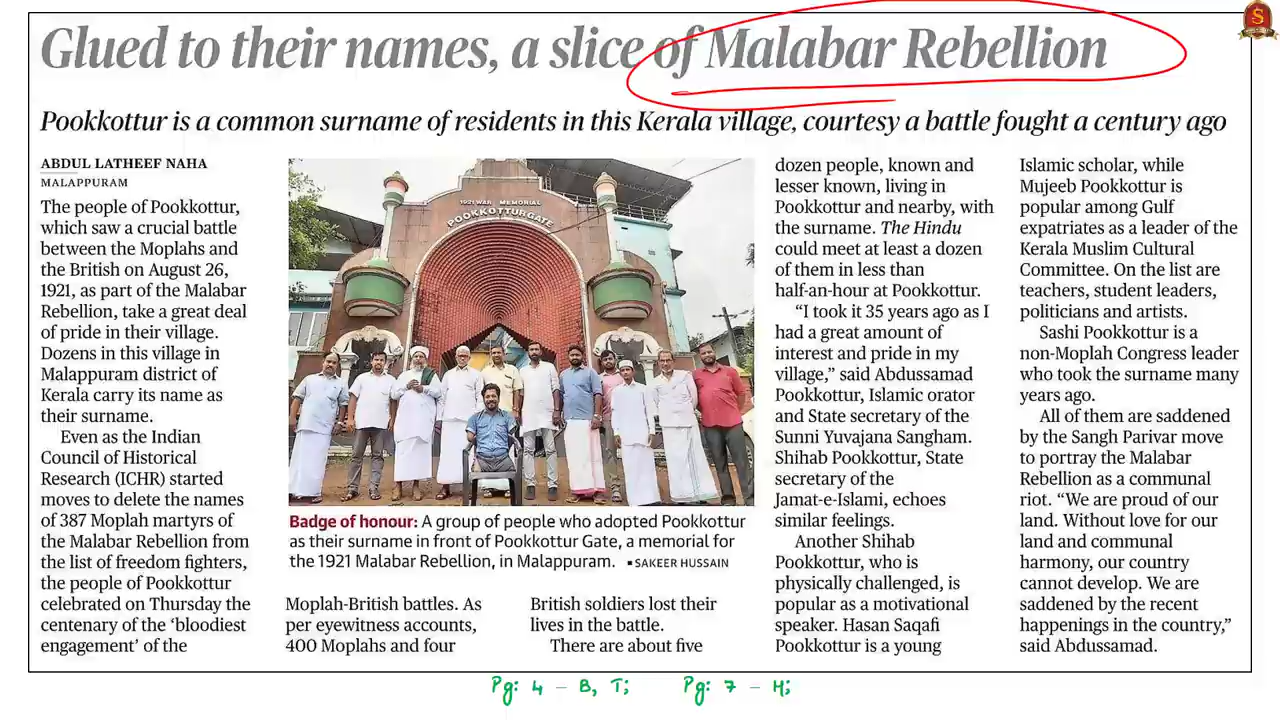 Glued to their names, a slice of Malabar Rebellion
Pookkottur is a common surname of residents in this Kerala village, courtesy a battle fought a century ago
ABDUL LATHEEF NAHA
MALAPPURAM
The people of Pookkottur,
which saw a crucial battle
between the Moplahs and
the British on August 26,
1921, as part of the Malabar
Rebellion, take a great deal
of pride in their village.
Dozens in this village in
Malappuram district of
Kerala carry its name as
their surname.
Even as the Indian
Council of Historical
Research (ICHR) started
moves to delete the names
of 387 Moplah martyrs of
the Malabar Rebellion from
the list of freedom fighters,
the people of Pookkottur
celebrated on Thursday the
centenary of the ‘bloodiest
engagement’ of the
1921 WAR MEMORIAL
POOKKOTTUR GATE
Badge of honour: A group of people who adopted Pookkottur
as their surname in front of Pookkottur Gate, a memorial for
the 1921 Malabar Rebellion, in Malappuram. ▪SAKEER HUSSAIN
Moplah-British battles. As
per eyewitness accounts,
400 Moplahs and four
British soldiers lost their
lives in the battle.
There are about five
dozen people, known and
lesser known, living in
Pookkottur and nearby, with
the surname. The Hindu
could meet at least a dozen
of them in less than
half-an-hour at Pookkottur.
“I took it 35 years ago as I
had a great amount of
interest and pride in my
village,” said Abdussamad
Pookkottur, Islamic orator
and State secretary of the
Sunni Yuvajana Sangham.
Shihab Pookkottur, State
secretary of the
Jamat-e-Islami, echoes
similar feelings.
Another Shihab
Pookkottur, who is
physically challenged, is
popular as a motivational
speaker. Hasan Saqafi
Pookkottur is a young
Islamic scholar, while
Mujeeb Pookkottur is
popular among Gulf
expatriates as a leader of the
Kerala Muslim Cultural
Committee. On the list are
teachers, student leaders,
politicians and artists.
Sashi Pookkottur is a
non-Moplah Congress leader
who took the surname many
years ago.
All of them are saddened
by the Sangh Parivar move
to portray the Malabar
Rebellion as a communal
riot. “We are proud of our
land. Without love for our
land and communal
harmony, our country
cannot develop. We are
saddened by the recent
happenings in the country,”
said Abdussamad.
Pg: 4 – B, T; Pg: 7 – H;